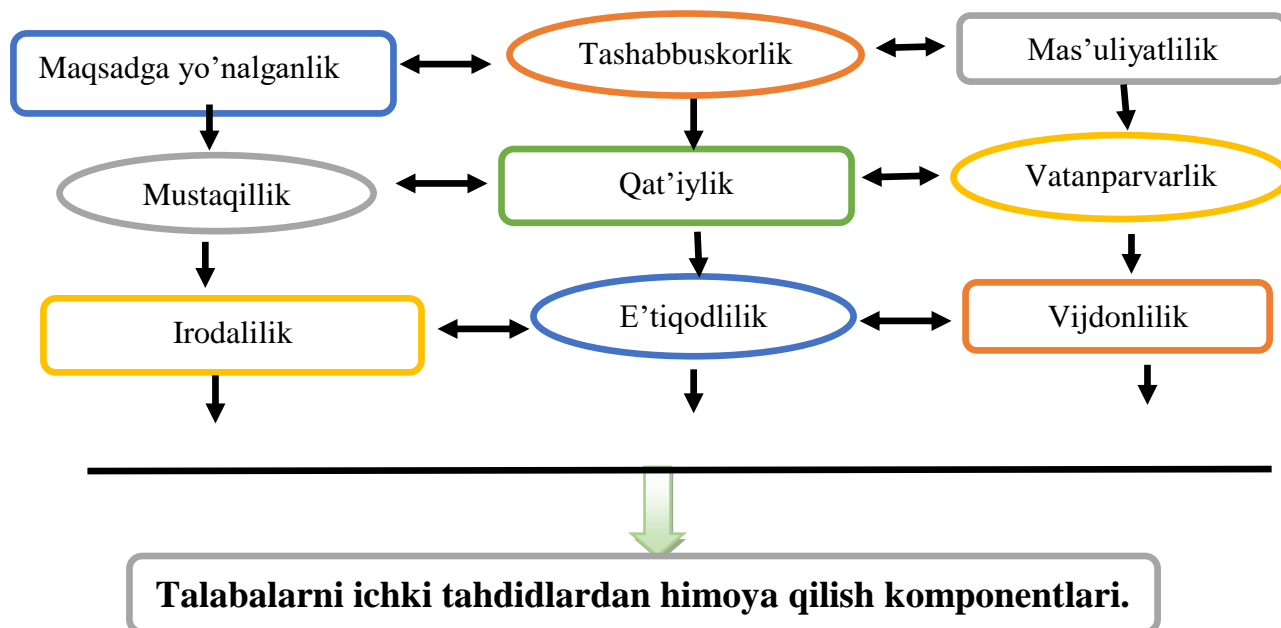 Maqsadga yo’nalganlik
Tashabbuskorlik
Mas’uliyatlilik
Mustaqillik
Qat’iylik
Vatanparvarlik
Irodalilik
E’tiqodlilik
Vijdonlilik
Talabalarni ichki tahdidlardan himoya qilish komponentlari.